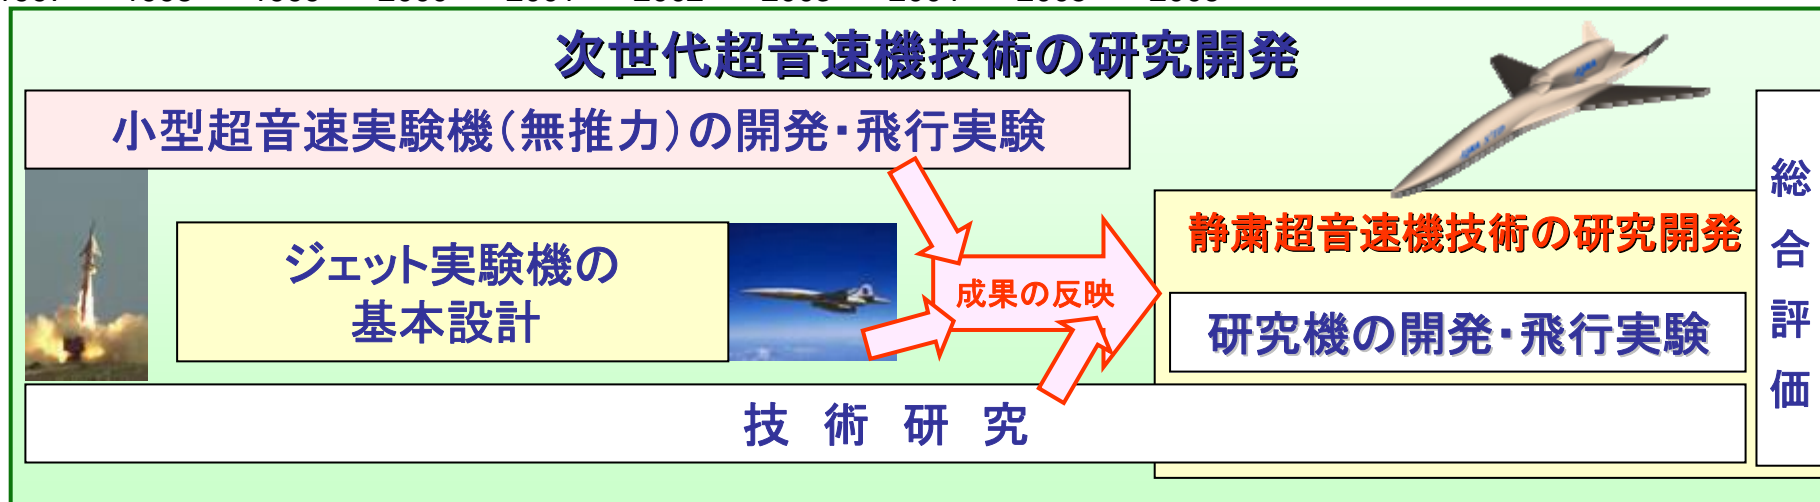 次世代超音速機技術の研究開発
小型超音速実験機(無推力)の開発・飛行実験
ジェット実験機の
基本設計
成果の反映
静粛超音速機技術の研究開発
研究機の開発・飛行実験
技 術 研 究
総
合
評
価